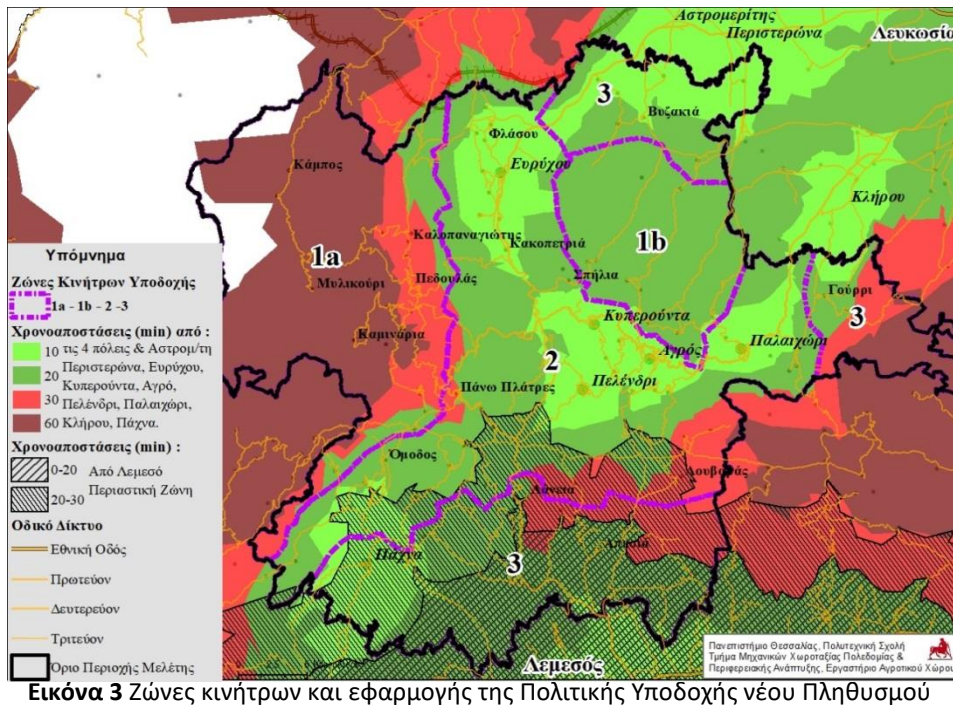 Αστρομερίτης
Περιστερώνα
Λευκωσία
3
Βυζακιά
Φλάσου
Ευρύχου
Κάμπος
Κλήρου
Καλοπαναγιώτης
Κακοπετριά
1b
1a
Σπήλια
Πεδουλάς
Μυλικούρι
Γούρρι
3
Κυπερούντα
Καμινάρια
Παλαιχώρι
Αγρός
2
Πελένδρι
Πάνω Πλάτρες
Όμοδος
Λουβαράς
Λάνεια
Πάχνα
Αψιού
3
Λεμεσός
Υπόμνημα
Ζώνες Κινήτρων Υποδοχής
1a - 1b - 2 -3
Χρονοαποστάσεις (min) από :
10 τις 4 πόλεις & Αστρομ/τη
20 Περιστερώνα, Ευρύχου,
Κυπερούντα, Αγρό,
30 Πελένδρι, Παλαιχώρι,
60 Κλήρου, Πάχνα.
Χρονοαποστάσεις (min) :
0-20 Από Λεμεσό
20-30 Περιαστική Ζώνη
Οδικό Δίκτυο
Εθνική Οδός
Πρωτεύον
Δευτερεύον
Τριτεύον
Όριο Περιοχής Μελέτης
Πανεπιστήμιο Θεσσαλίας, Πολυτεχνική Σχολή
Τμήμα Μηχανικών Χωροταξίας Πολεδομίας &
Περιφερειακής Ανάπτυξης, Εργαστήριο Αγροτικού Χώρου
Εικόνα 3 Ζώνες κινήτρων και εφαρμογής της Πολιτικής Υποδοχής νέου Πληθυσμού